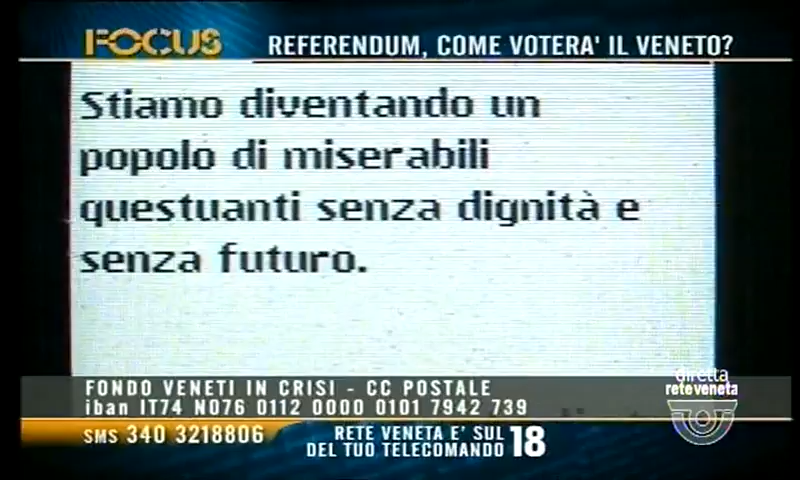 FOCUS
REFERENDUM, COME VOTERA' IL VENETO?
Stiamo diventando un
popolo di miserabili
questuanti senza dignità e
senza futuro.
FONDO VENETI IN CRISI - CC POSTALE
iban IT74 N076 0112 0000 0101 7942 739
diretta
reteveneta
SMS 340 3218806
RETE VENETA E' SUL
DEL TUO TELECOMANDO 18